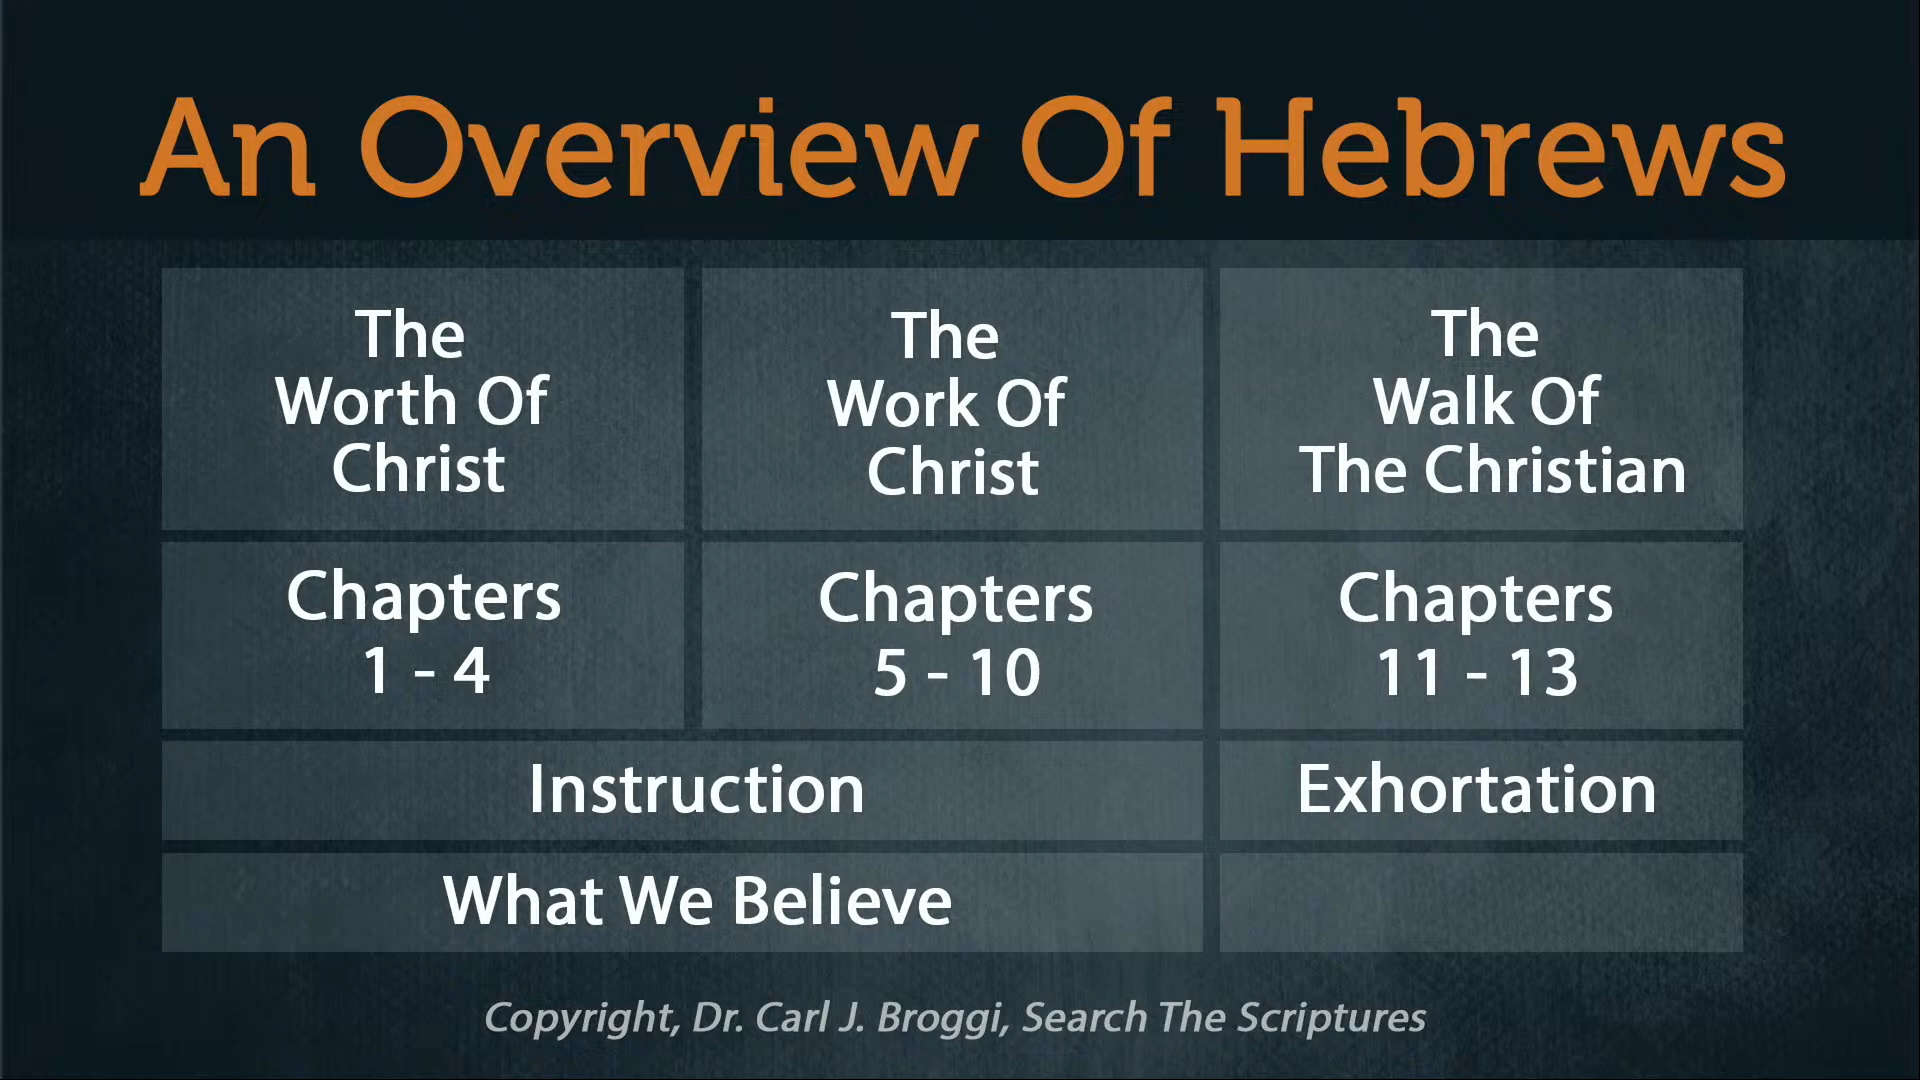 An Overview Of Hebrews
The
Worth Of
Christ
The
Work Of
Christ
The
Walk Of
The Christian
Chapters
1 - 4
Chapters
5 - 10
Chapters
11 - 13
Instruction
Exhortation
What We Believe
Copyright, Dr. Carl J. Broggi, Search The Scriptures